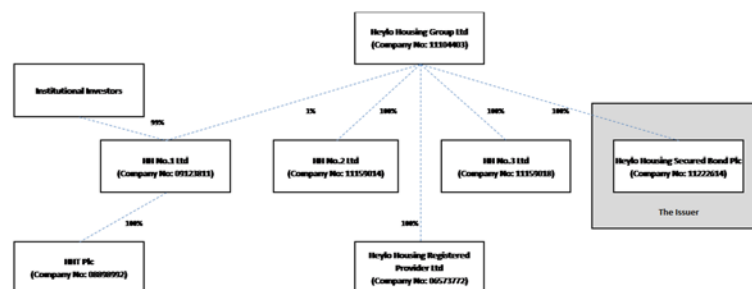 Heylo Housing Group Ltd
(Company No: 11104403)
Institutional Investors
99%
1%
100%
100%
100%
HH No.1 Ltd
(Company No: 09123811)
HH No.2 Ltd
(Company No: 11159014)
HH No.3 Ltd
(Company No: 11159018)
Heylo Housing Secured Bond Plc
(Company No: 11222614)
The Issuer
100%
100%
HHT Plc
(Company No: 08898992)
Heylo Housing Registered
Provider Ltd
(Company No: 06573772)